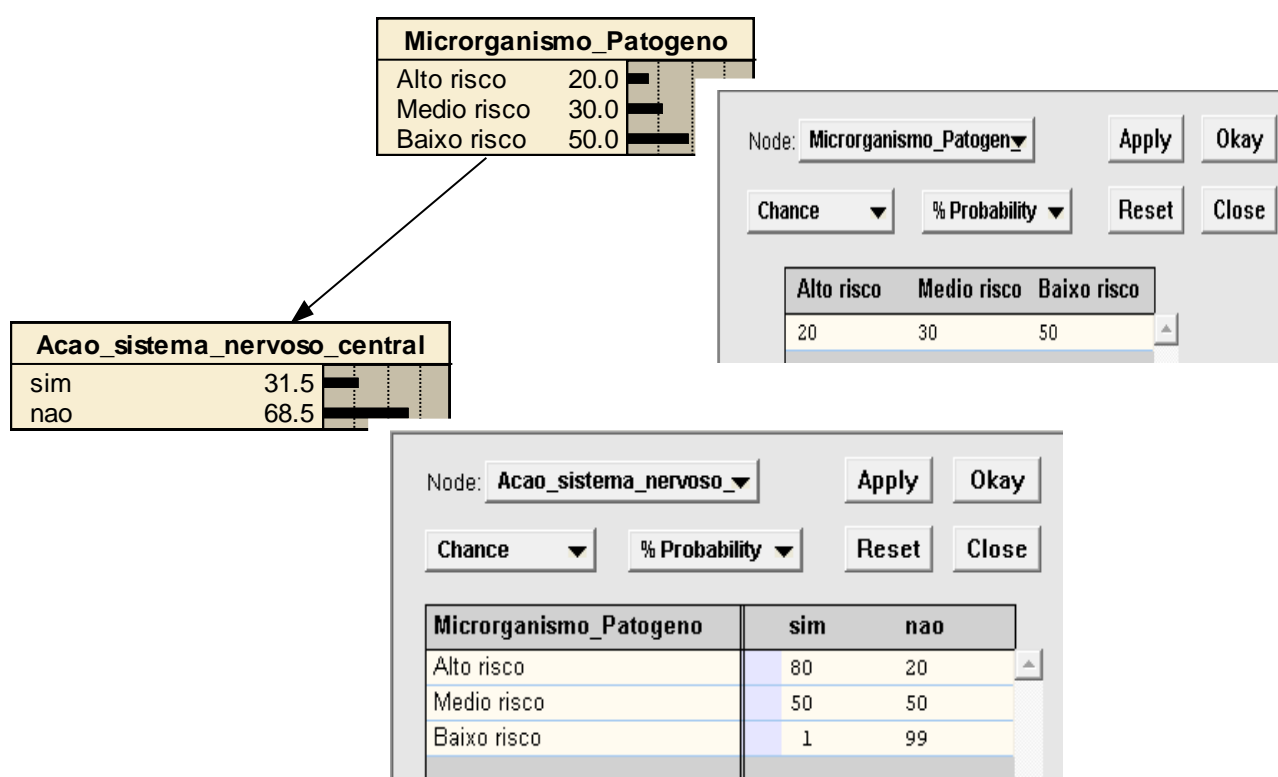 Microrganismo_Patogeno
Alto risco 20.0
Medio risco 30.0
Baixo risco 50.0
Node: Microrganismo_Patogen_ Apply Okay
Chance % Probability Reset Close
Alto risco Medio risco Baixo risco
20 30 50
Acao_sistema_nervoso_central
sim 31.5
nao 68.5
Node: Acao_sistema_nervoso_ Apply Okay
Chance % Probability Reset Close
Microrganismo_Patogeno sim nao
Alto risco 80 20
Medio risco 50 50
Baixo risco 1 99